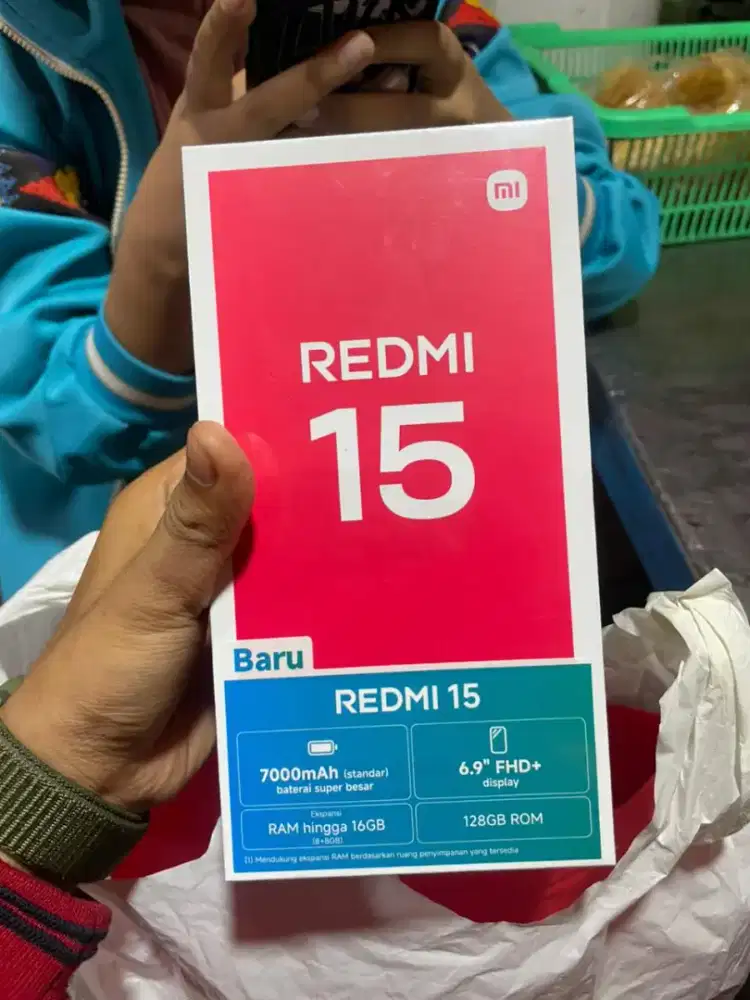 mi
REDMI
15
Baru
REDMI 15
7000mAh (standar)
baterai super besar
6.9" FHD+
display
Ekspansi
RAM hingga 16GB
(8+8GB)
128GB ROM
(1) Mendukung ekspansi RAM berdasarkan ruang penyimpanan yang tersedia